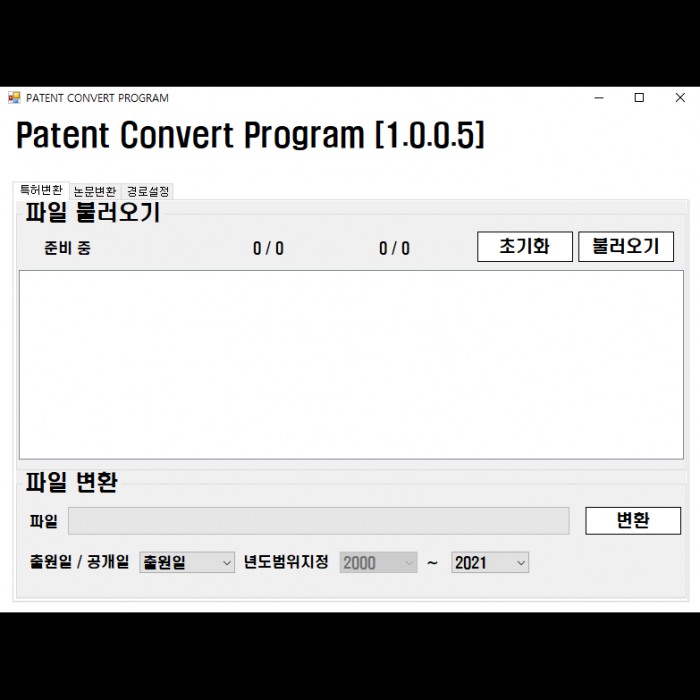 PATENT CONVERT PROGRAM
Patent Convert Program [1.0.0.5]
특허변환 논문변환 경로설정
파일 불러오기
준비 중 0 / 0 0 / 0 초기화 불러오기
파일 변환
파일 변환
출원일 / 공개일 출원일 년도범위지정 2000 ~ 2021